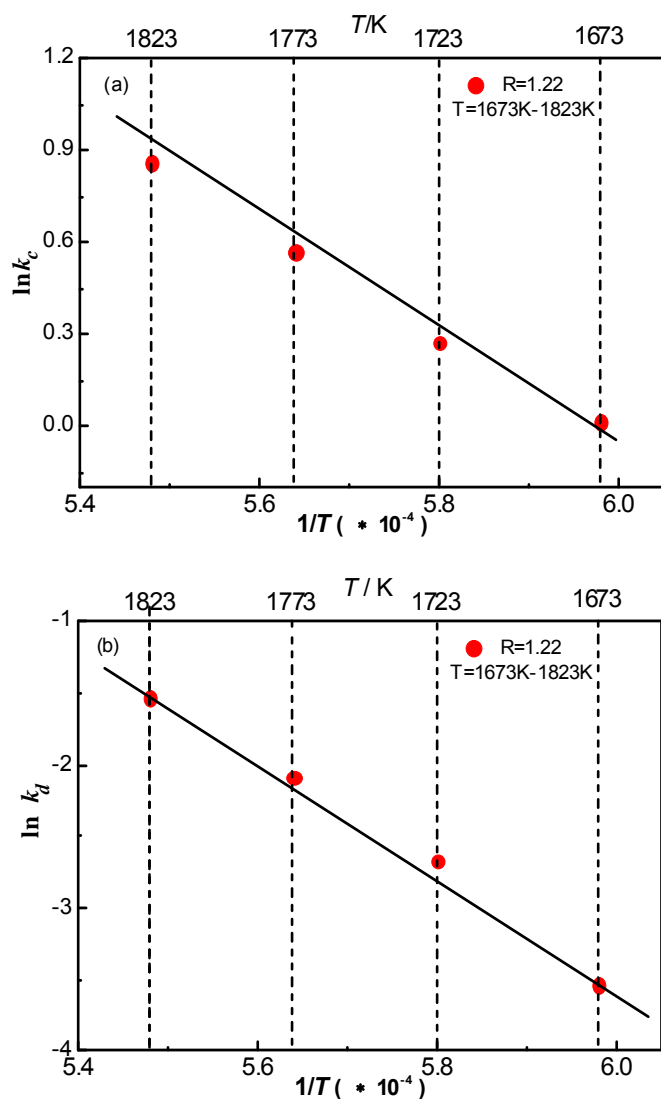 T/K
1823 1773 1723 1673
1.2
(a)
R=1.22
T=1673K-1823K
0.9
0.6
0.3
0.0
lnk_c
5.4 5.6 5.8 6.0
1/T ( * 10^-4)
T / K
1823 1773 1723 1673
-1
(b)
R=1.22
T=1673K-1823K
-2
-3
-4
ln k_d
5.4 5.6 5.8 6.0
1/T ( * 10^-4)